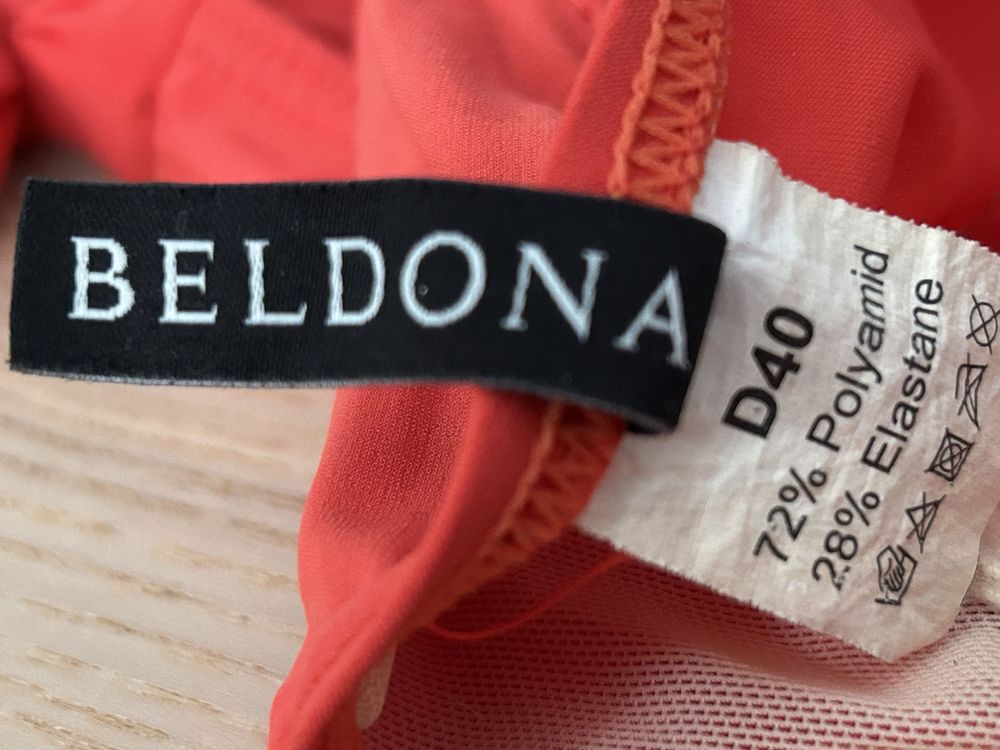 BELDONA
D40
72% Polyamid
28% Elastane